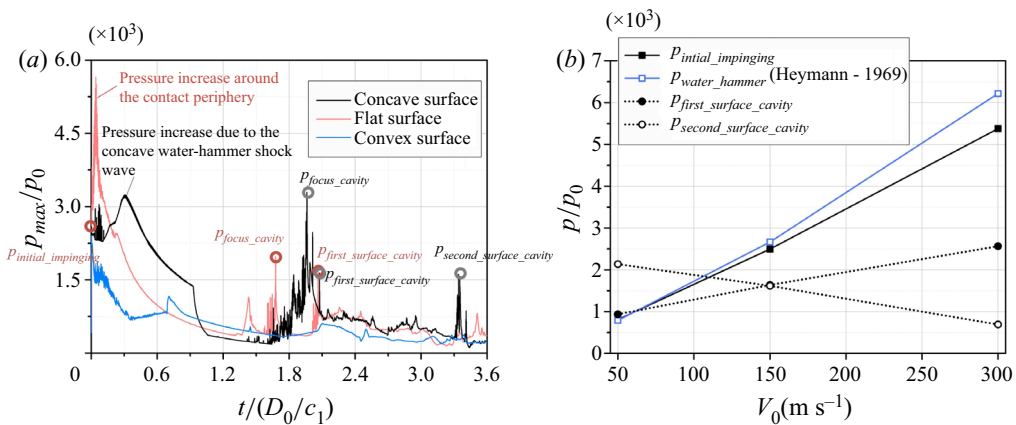 (×10³)
(a)
6.0
4.5
3.0
1.5
0
0.6
1.2
1.8
2.4
3.0
3.6
p_max/p_0
t/(D_0/c_1)
Pressure increase around
the contact periphery
Pressure increase due to the
concave water-hammer shock
wave
Concave surface
Flat surface
Convex surface
p_initial_impinging
p_focus_cavity
p_focus_cavity
p_first_surface_cavity
p_first_surface_cavity
p_second_surface_cavity
(×10³)
(b)
7
6
5
4
3
2
1
0
50
100
150
200
250
300
p/p_0
V_0(m s⁻¹)
p_intial_impinging
p_water_hammer (Heymann - 1969)
p_first_surface_cavity
p_second_surface_cavity